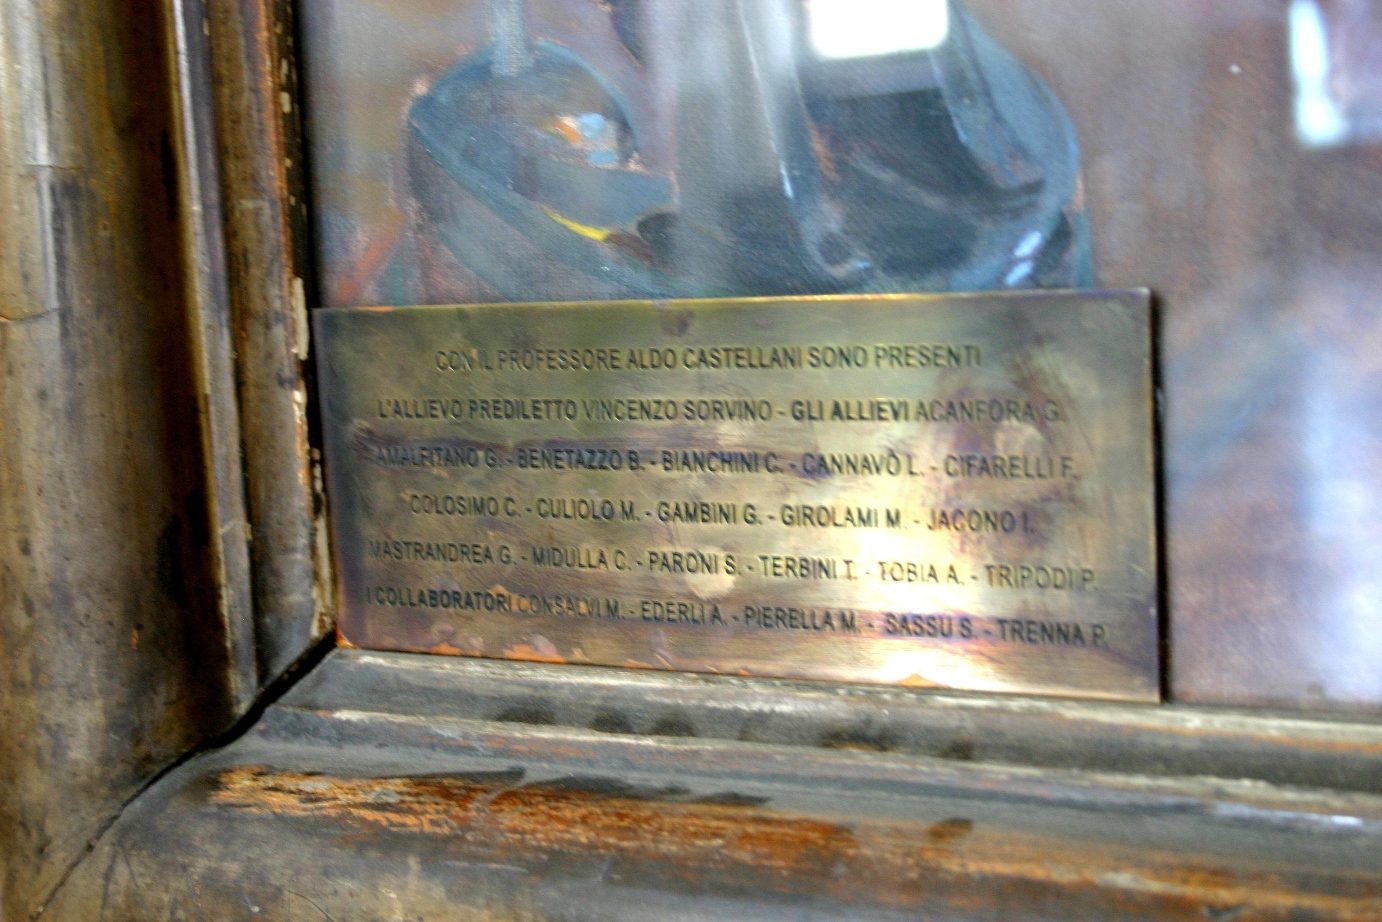 CON IL PROFESSORE ALDO CASTELLANI SONO PRESENTI
L'ALLIEVO PREDILETTO VINCENZO SORVINO - GLI ALLIEVI ACANFORA G.
AMALFITANO G. - BENETAZZO B. - BIANCHINI C. - CANNAVÒ L. - CIFARELLI F.
COLOSIMO C. - CULIOLO M. - GAMBINI G. - GIROLAMI M. - JACONO I.
MASTRANDREA G. - MIDULLA C. - PARONI S. - TERBINI T. - TOBIA A. - TRIPODI P.
I COLLABORATORI CONSALVI M. - EDERLI A. - PIERELLA M. - SASSU S. - TRENNA P.